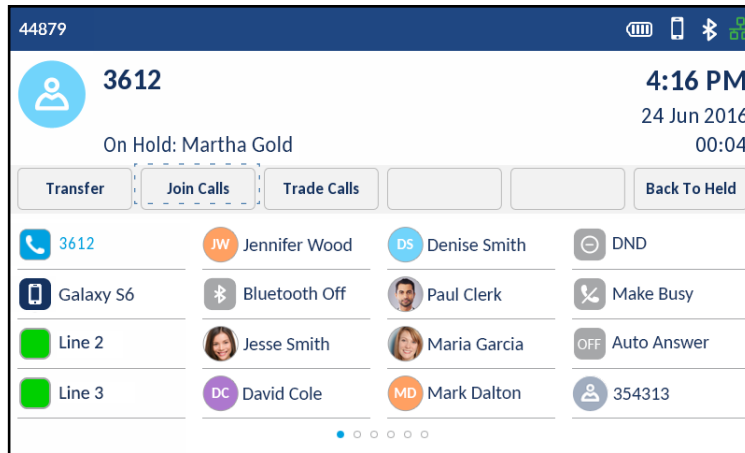 44879
3612
4:16 PM
24 Jun 2016
On Hold: Martha Gold
00:04
Transfer Join Calls Trade Calls Back To Held
3612 JW Jennifer Wood DS Denise Smith DND
Galaxy S6 Bluetooth Off Paul Clerk Make Busy
Line 2 Jesse Smith Maria Garcia OFF Auto Answer
Line 3 DC David Cole MD Mark Dalton 354313